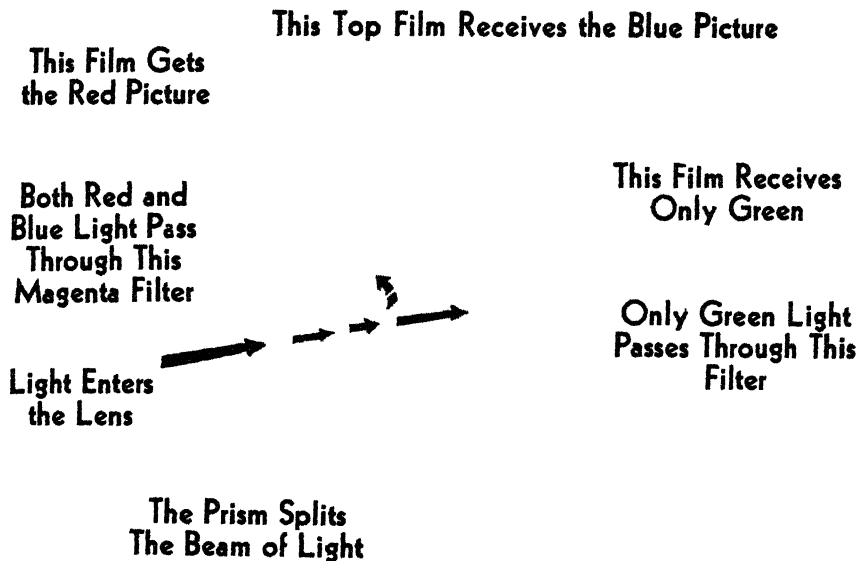 This Top Film Receives the Blue Picture
This Film Gets
the Red Picture
Both Red and
Blue Light Pass
Through This
Magenta Filter
This Film Receives
Only Green
Only Green Light
Passes Through This
Filter
Light Enters
the Lens
The Prism Splits
The Beam of Light